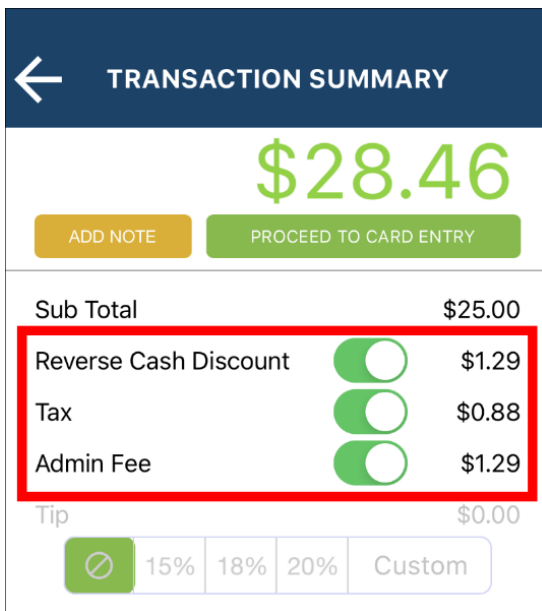 TRANSACTION SUMMARY
$28.46
ADD NOTE PROCEED TO CARD ENTRY
Sub Total $25.00
Reverse Cash Discount $1.29
Tax $0.88
Admin Fee $1.29
Tip $0.00
15% 18% 20% Custom